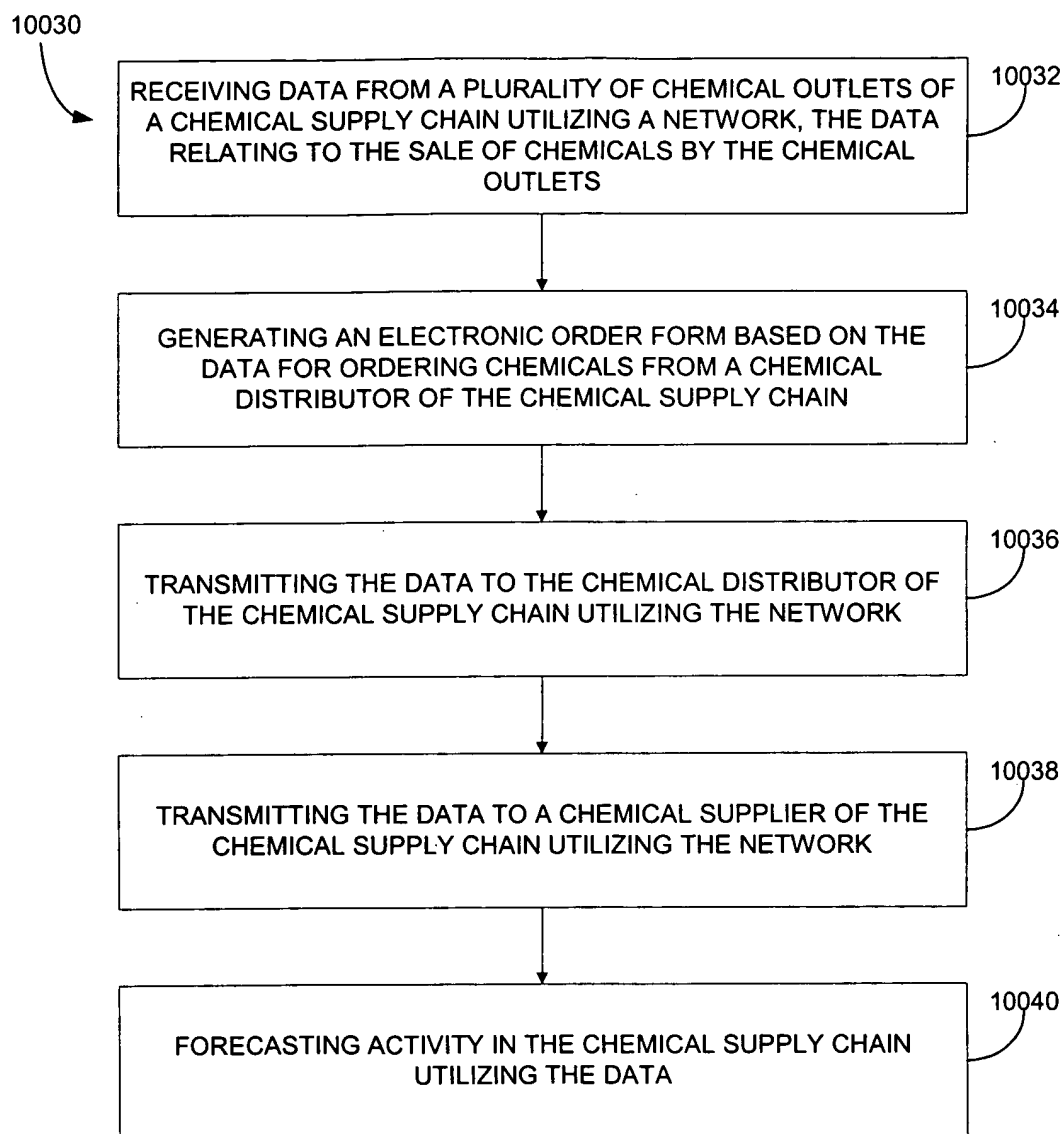 10030
10032
RECEIVING DATA FROM A PLURALITY OF CHEMICAL OUTLETS OF
A CHEMICAL SUPPLY CHAIN UTILIZING A NETWORK, THE DATA
RELATING TO THE SALE OF CHEMICALS BY THE CHEMICAL
OUTLETS
10034
GENERATING AN ELECTRONIC ORDER FORM BASED ON THE
DATA FOR ORDERING CHEMICALS FROM A CHEMICAL
DISTRIBUTOR OF THE CHEMICAL SUPPLY CHAIN
10036
TRANSMITTING THE DATA TO THE CHEMICAL DISTRIBUTOR OF
THE CHEMICAL SUPPLY CHAIN UTILIZING THE NETWORK
10038
TRANSMITTING THE DATA TO A CHEMICAL SUPPLIER OF THE
CHEMICAL SUPPLY CHAIN UTILIZING THE NETWORK
10040
FORECASTING ACTIVITY IN THE CHEMICAL SUPPLY CHAIN
UTILIZING THE DATA